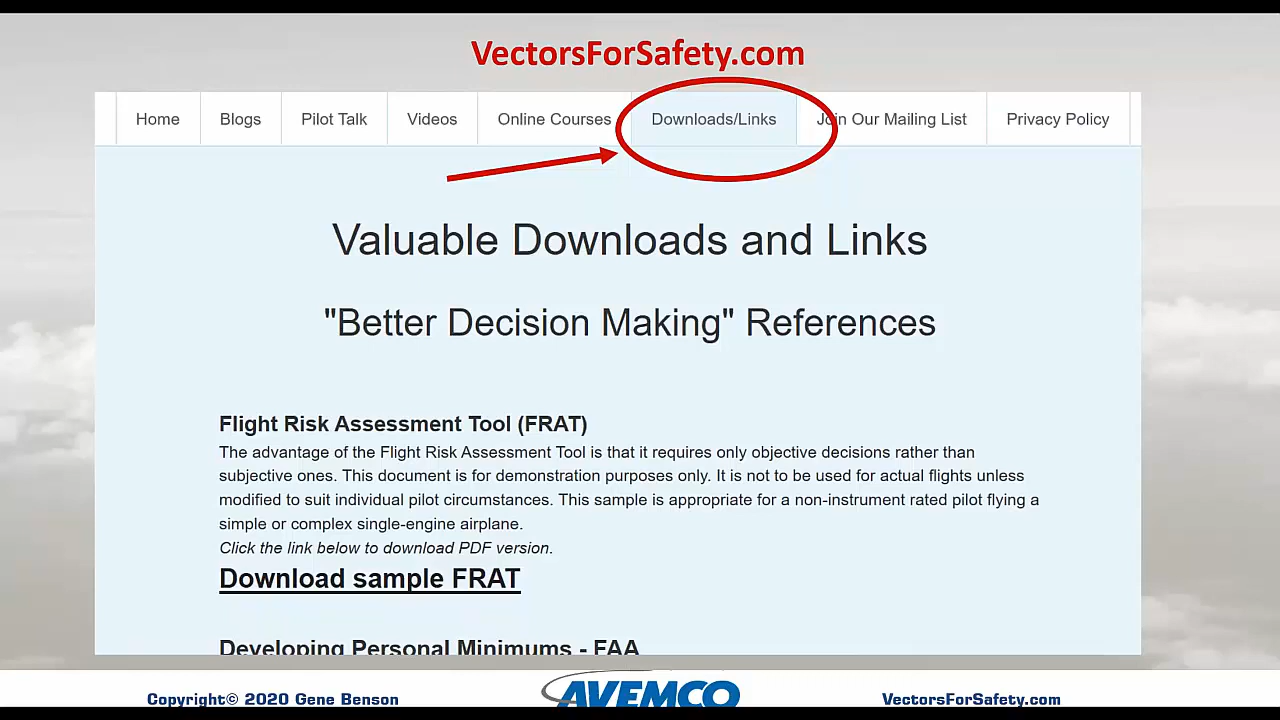 VectorsForSafety.com
Home Blogs Pilot Talk Videos Online Courses Downloads/Links Join Our Mailing List Privacy Policy
Valuable Downloads and Links
"Better Decision Making" References
Flight Risk Assessment Tool (FRAT)
The advantage of the Flight Risk Assessment Tool is that it requires only objective decisions rather than
subjective ones. This document is for demonstration purposes only. It is not to be used for actual flights unless
modified to suit individual pilot circumstances. This sample is appropriate for a non-instrument rated pilot flying a
simple or complex single-engine airplane.
Click the link below to download PDF version.
Download sample FRAT
Developing Personal Minimums - FAA
Copyright© 2020 Gene Benson AVEMCO VectorsForSafety.com